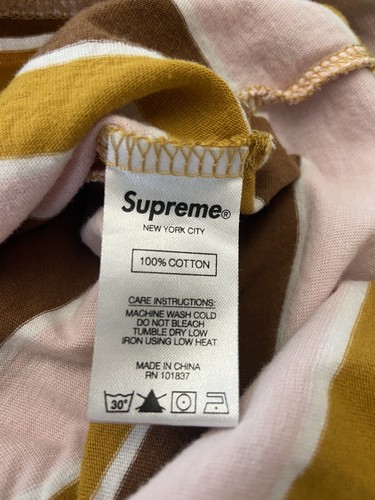 Supreme®
NEW YORK CITY
100% COTTON
CARE INSTRUCTIONS:
MACHINE WASH COLD
DO NOT BLEACH
TUMBLE DRY LOW
IRON USING LOW HEAT
MADE IN CHINA
RN 101837
30°